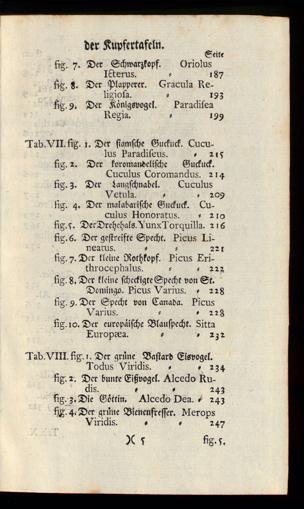 der Kupfertafeln.
Seite
fig. 7. Der Schwarzkopf. Oriolus
Icterus. 187
fig. 8. Der Plapperer. Gracula Re-
ligiosa. 193
fig. 9. Der Königsvogel. Paradisea
Regia. 199
Tab. VII. fig. 1. Der siamsche Guckuck. Cucu-
lus Paradiseus. 215
fig. 2. Der koromandelische Guckuck.
Cuculus Coromandus. 214
fig. 3. Der Langschnabel. Cuculus
Vetula. 209
fig. 4. Der malabarische Guckuck. Cu-
culus Honoratus. 210
fig. 5. Der Drehehals. Yunx Torquilla. 216
fig. 6. Der gestreifte Specht. Picus Li-
neatus. 221
fig. 7. Der kleine Rothkopf. Picus Eri-
throcephalus. 222
fig. 8. Der kleine scheckigte Specht von St.
Domingo. Picus Varius. 228
fig. 9. Der Specht von Canada. Picus
Varius. 228
fig. 10. Der europäische Blauspecht. Sitta
Europæa. 232
Tab. VIII. fig. 1. Der grüne Bastard Eisvogel.
Todus Viridis. 234
fig. 2. Der bunte Eißvogel. Alcedo Ru-
dis. 243
fig. 3. Die Göttin. Alcedo Dea. 243
fig. 4. Der grüne Bienenfresser. Merops
Viridis. 247
X 5 fig. 5.